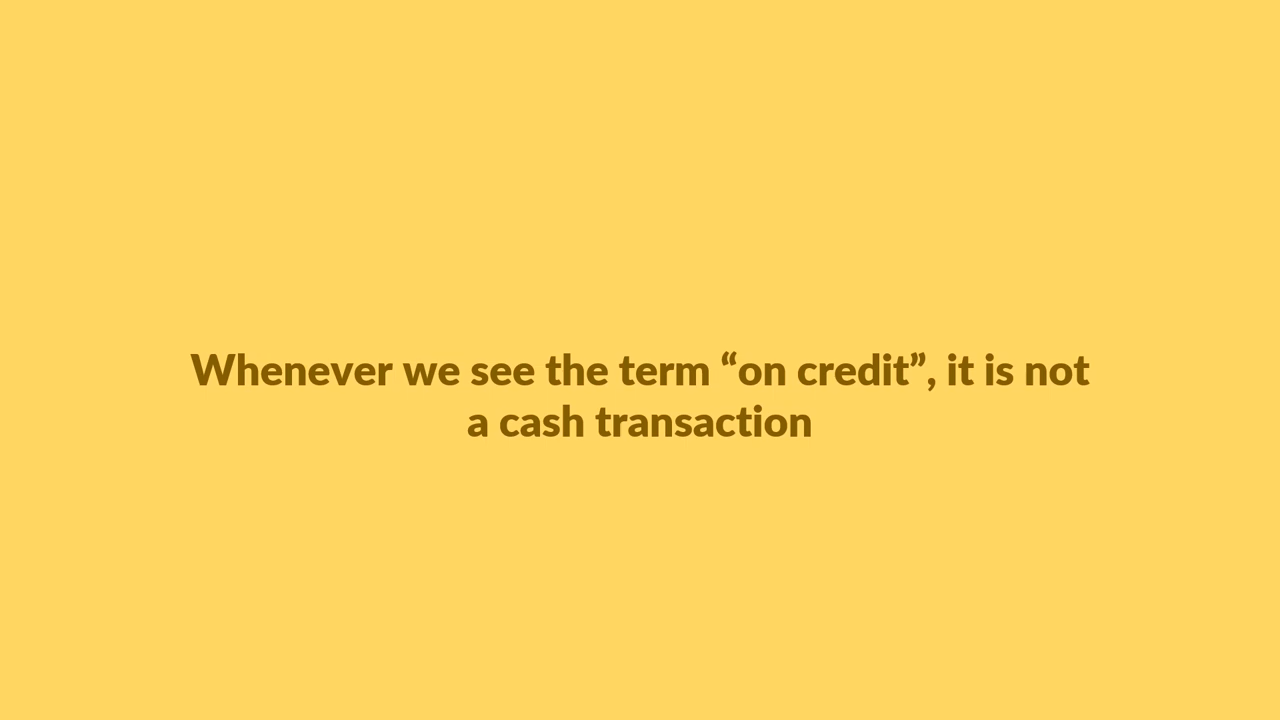 Whenever we see the term “on credit”, it is not
a cash transaction